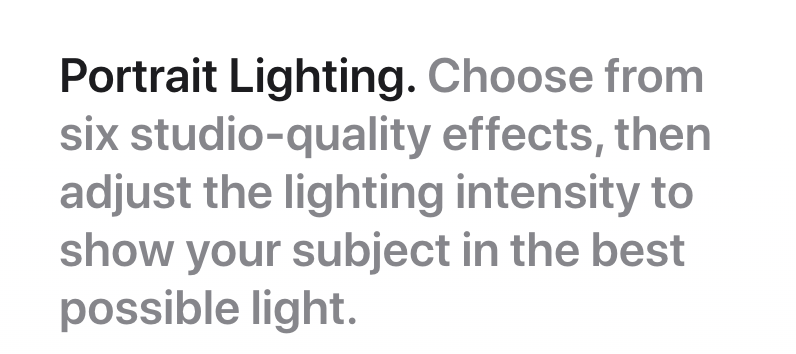 Portrait Lighting. Choose from
six studio-quality effects, then
adjust the lighting intensity to
show your subject in the best
possible light.